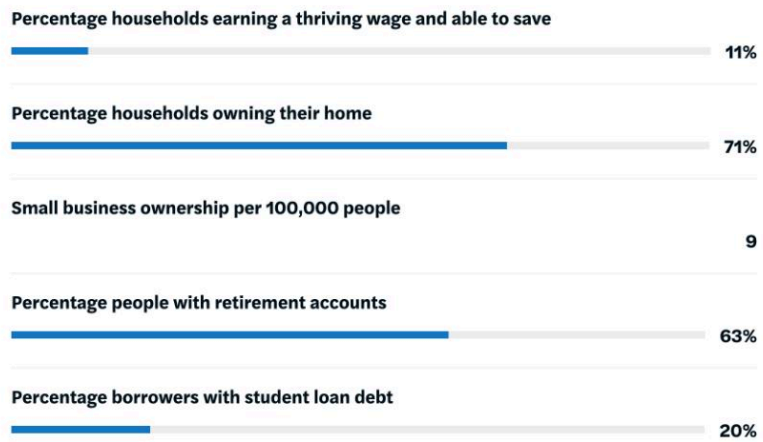 Percentage households earning a thriving wage and able to save
11%
Percentage households owning their home
71%
Small business ownership per 100,000 people
9
Percentage people with retirement accounts
63%
Percentage borrowers with student loan debt
20%